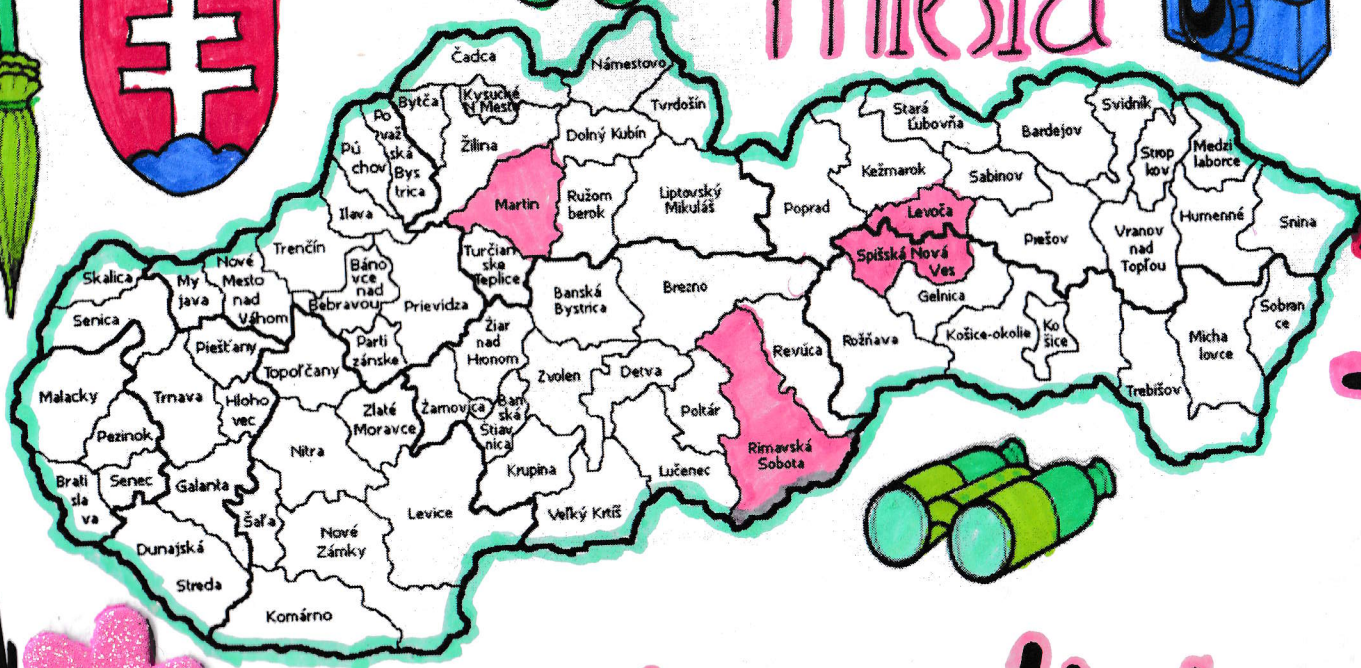 Čadca
Námestovo
Bytča
Kysucké
N Mesto
Tvrdošín
Po
važ
ská
Bys
trica
Pú
chov
Žilina
Dolný Kubín
Stará
Ľubovňa
Bardejov
Svidník
Strop
kov
Medzi
laborce
Kežmarok
Sabinov
Ilava
Martin
Ružom
berok
Liptovský
Mikuláš
Poprad
Levoča
Prešov
Vranov
nad
Topľou
Humenné
Snina
Trenčín
Turčian
ske
Teplice
Spišská Nová
Ves
Gelnica
Skalica
My
java
Nové
Mesto
nad
Váhom
Báno
vce
nad
Bebravou
Prievidza
Banská
Bystrica
Brezno
Senica
Piešťany
Parti
zánske
Žiar
nad
Hronom
Rožňava
Košice-okolie
Ko
šice
Micha
lovce
Sobran
ce
Revúca
Topoľčany
Zvolen
Detva
Malacky
Trnava
Hloho
vec
Zlaté
Moravce
Žarnovica
Ban
ská
Štiav
nica
Poltár
Trebišov
Pezinok
Nitra
Krupina
Lučenec
Rimavská
Sobota
Brati
sla
va
Senec
Galanta
Šaľa
Levice
Veľký Krtíš
Nové
Zámky
Dunajská
Streda
Komárno